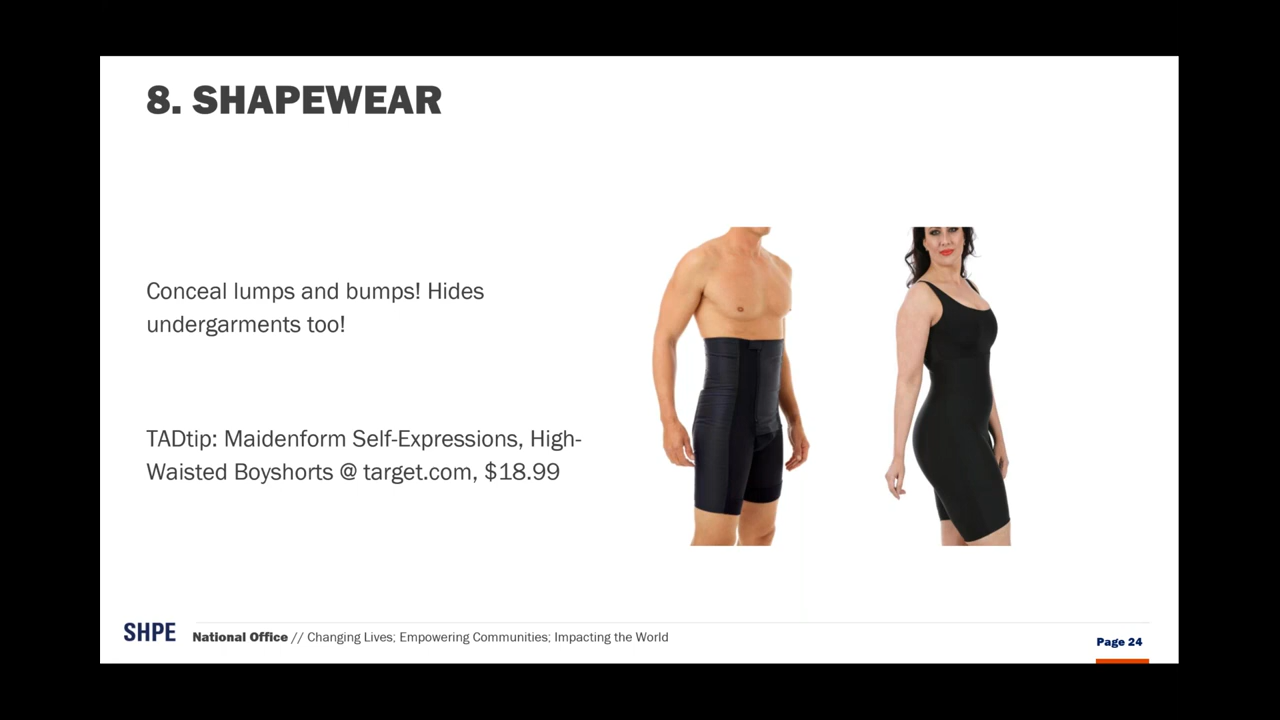 8. SHAPEWEAR
Conceal lumps and bumps! Hides
undergarments too!
TADtip: Maidenform Self-Expressions, High-
Waisted Boyshorts @ target.com, $18.99
SHPE National Office // Changing Lives; Empowering Communities; Impacting the World
Page 24